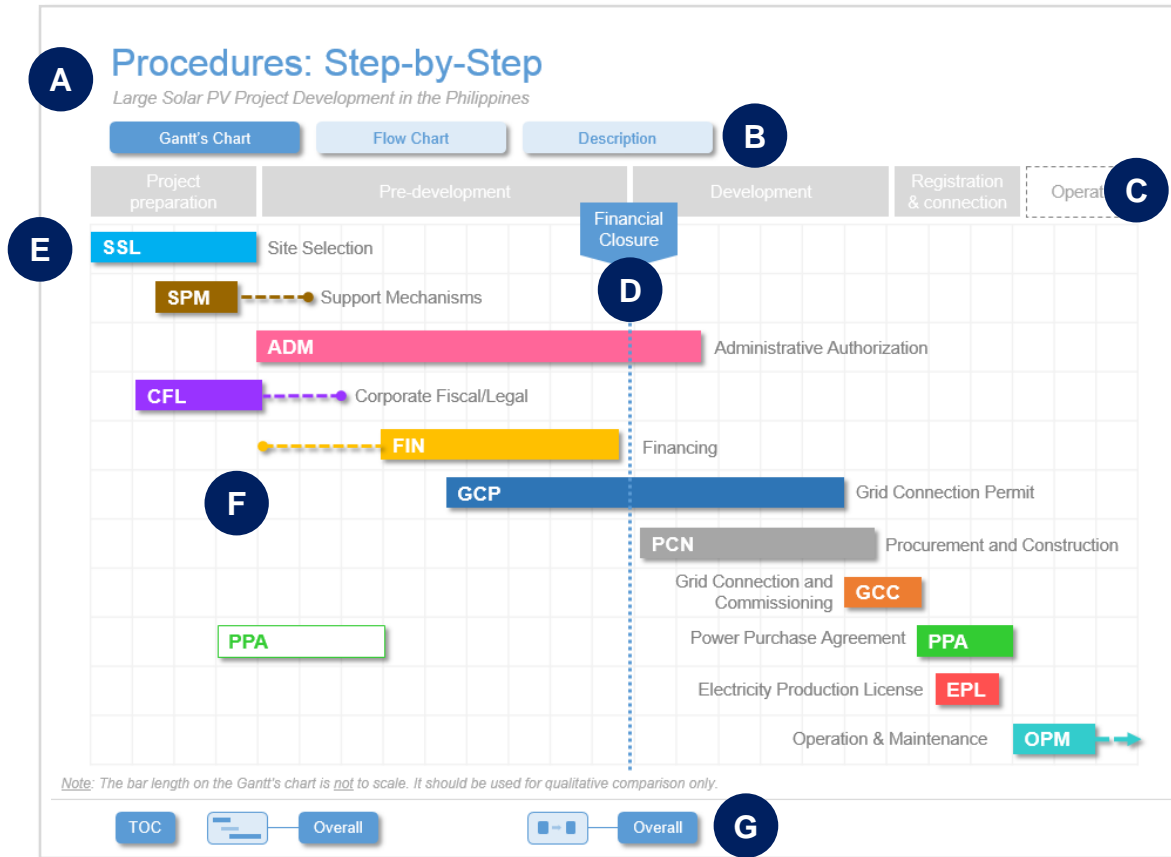 A
Procedures: Step-by-Step
Large Solar PV Project Development in the Philippines
Gantt's Chart
Flow Chart
Description
B
Project
preparation
Pre-development
Development
Registration
& connection
Operat
C
Financial
Closure
E
SSL
Site Selection
D
SPM
Support Mechanisms
ADM
Administrative Authorization
CFL
Corporate Fiscal/Legal
FIN
Financing
F
GCP
Grid Connection Permit
PCN
Procurement and Construction
Grid Connection and
Commissioning
GCC
PPA
Power Purchase Agreement
PPA
Electricity Production License
EPL
Operation & Maintenance
OPM
Note: The bar length on the Gantt's chart is not to scale. It should be used for qualitative comparison only.
TOC
Overall
Overall
G